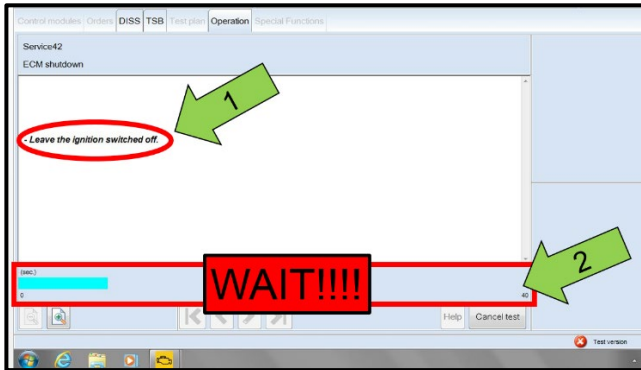 Control modules Orders DISS TSB Test plan Operation Special Functions
Service42
ECM shutdown
1
- Leave the ignition switched off.
2
(sec.)
WAIT!!!!
0 40
Help Cancel test
Test version